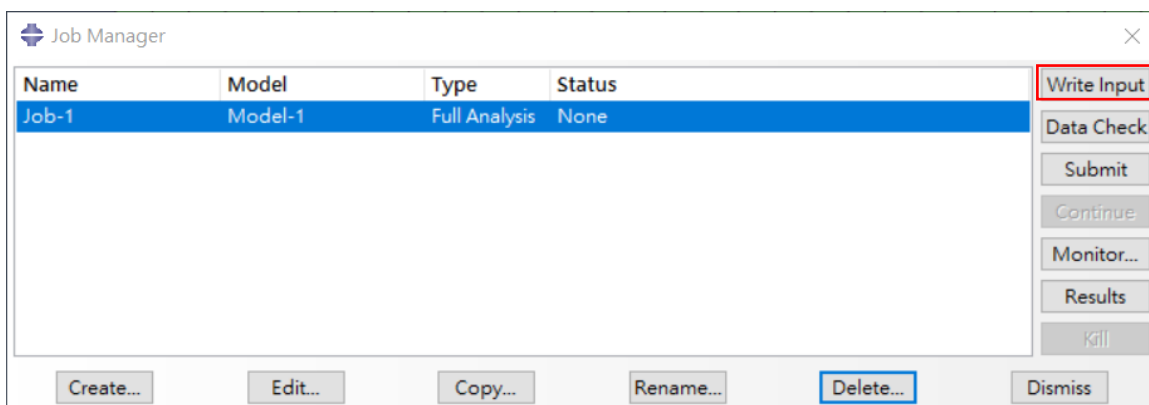 Job Manager
Name Model Type Status Write Input
Job-1 Model-1 Full Analysis None
Data Check
Submit
Continue
Monitor...
Results
Kill
Create... Edit... Copy... Rename... Delete... Dismiss